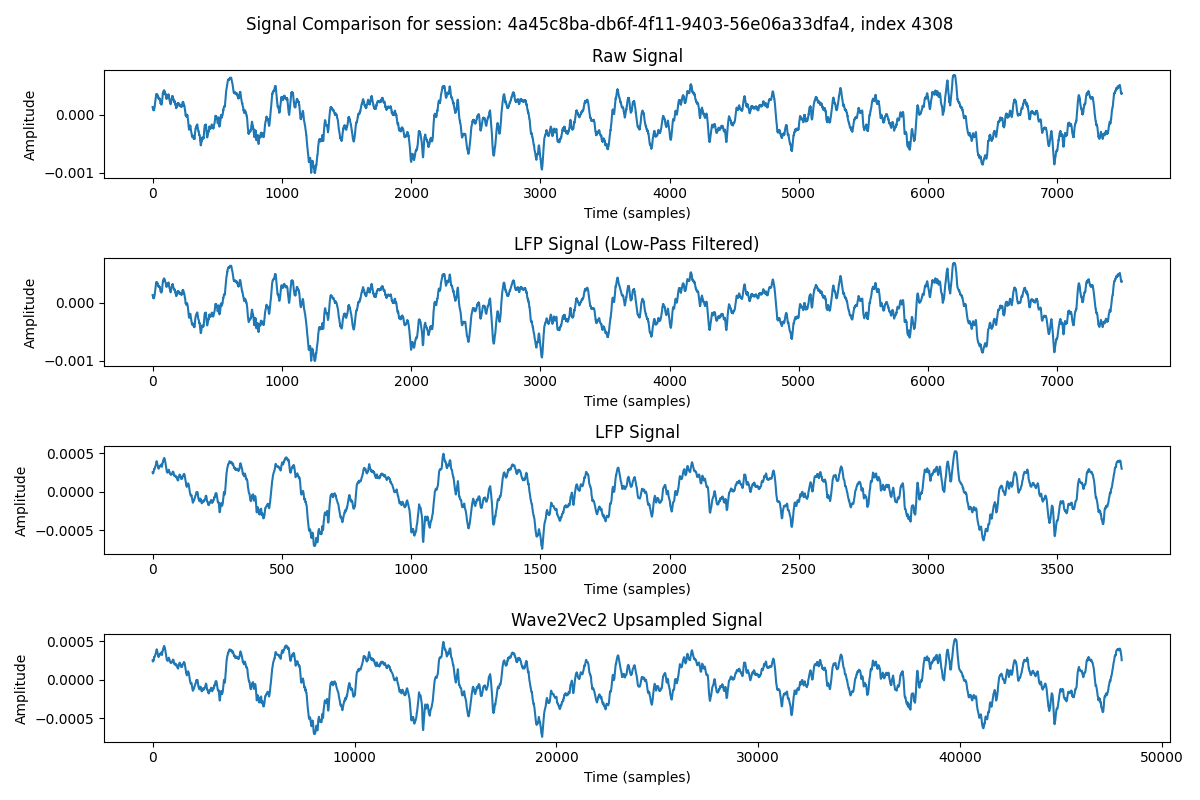 Signal Comparison for session: 4a45c8ba-db6f-4f11-9403-56e06a33dfa4, index 4308
Raw Signal
Amplitude
0.000
−0.001
0 1000 2000 3000 4000 5000 6000 7000
Time (samples)
LFP Signal (Low-Pass Filtered)
Amplitude
0.000
−0.001
0 1000 2000 3000 4000 5000 6000 7000
Time (samples)
LFP Signal
Amplitude
0.0005
0.0000
−0.0005
0 500 1000 1500 2000 2500 3000 3500
Time (samples)
Wave2Vec2 Upsampled Signal
Amplitude
0.0005
0.0000
−0.0005
0 10000 20000 30000 40000 50000
Time (samples)